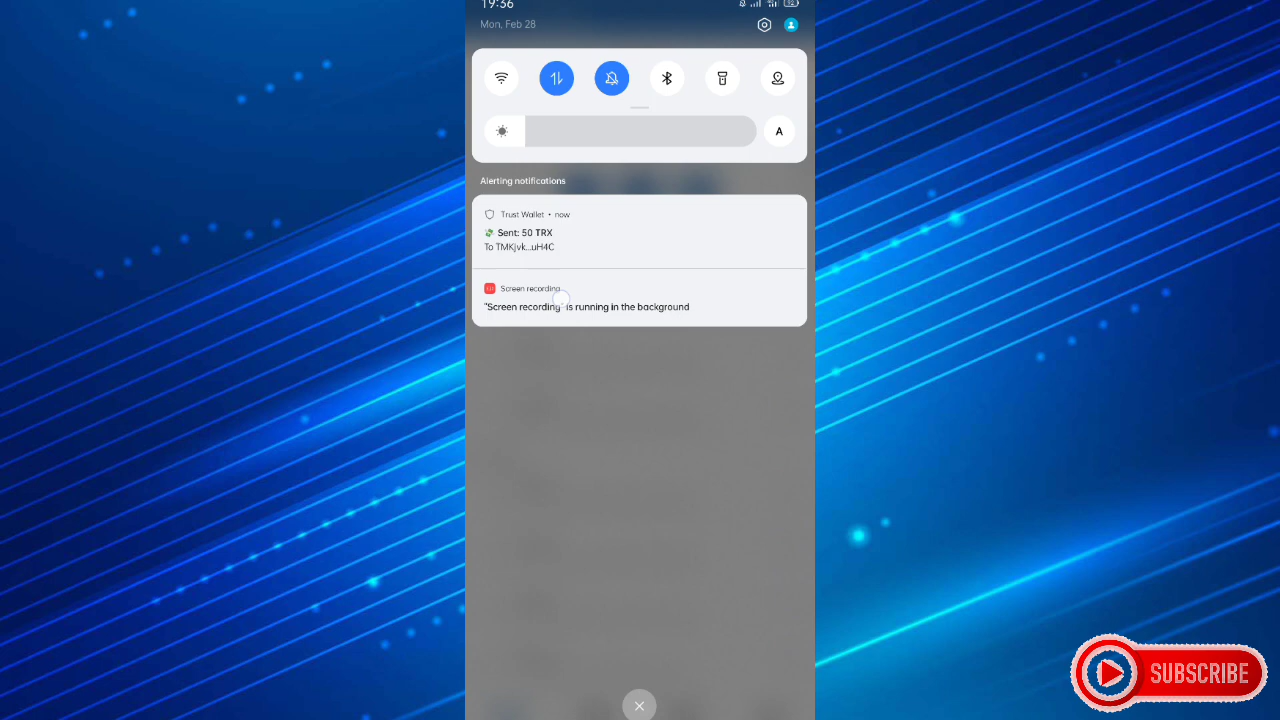 19:36
Mon, Feb 28
A
Alerting notifications
Trust Wallet • now
Sent: 50 TRX
To TMKjvk...uH4C
Screen recording
"Screen recording" is running in the background
SUBSCRIBE